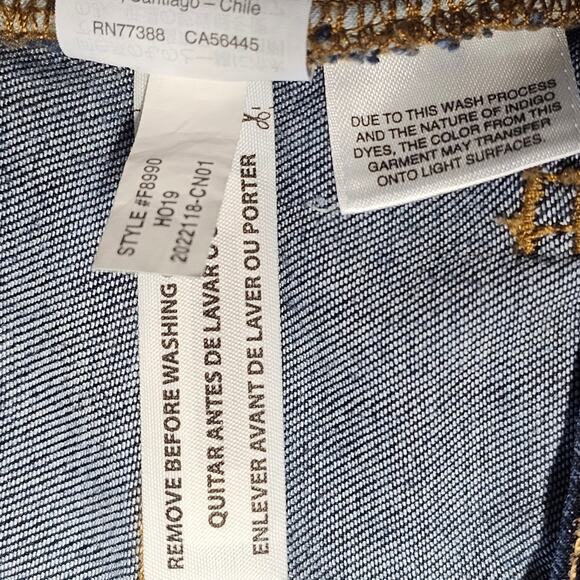 , Santiago – Chile
RN77388 CA56445
STYLE #F8990
HO19
2022118-CN01
REMOVE BEFORE WASHING
QUITAR ANTES DE LAVAR
ENLEVER AVANT DE LAVER OU PORTER
DUE TO THIS WASH PROCESS
AND THE NATURE OF INDIGO
DYES, THE COLOR FROM THIS
GARMENT MAY TRANSFER
ONTO LIGHT SURFACES.